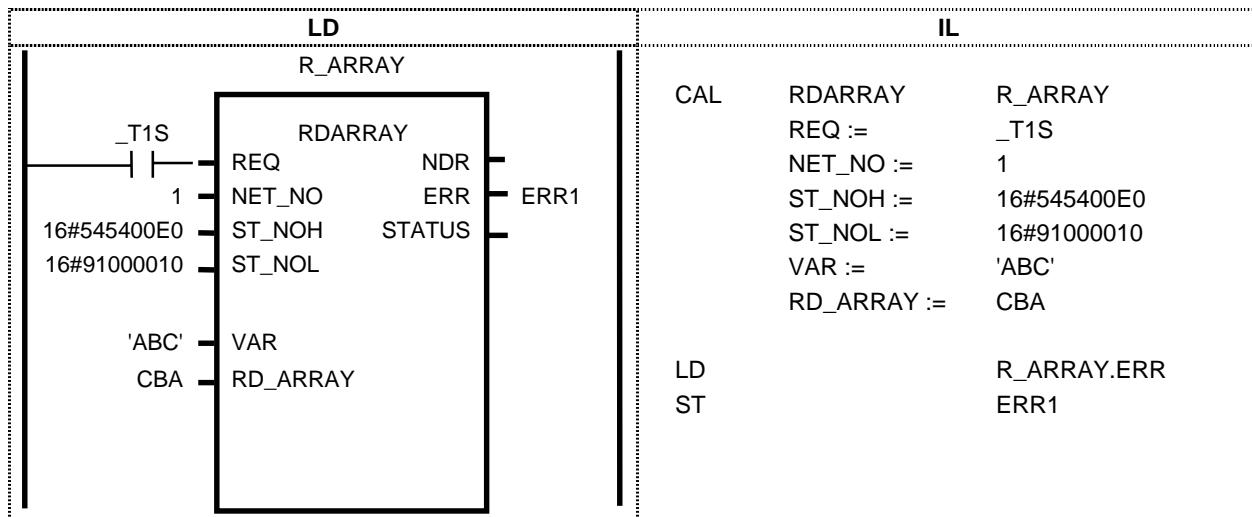 LD
R_ARRAY
_T1S
RDARRAY
REQ NDR
1 NET_NO ERR ERR1
16#545400E0 ST_NOH STATUS
16#91000010 ST_NOL
'ABC' VAR
CBA RD_ARRAY
IL
CAL RDARRAY R_ARRAY
REQ := _T1S
NET_NO := 1
ST_NOH := 16#545400E0
ST_NOL := 16#91000010
VAR := 'ABC'
RD_ARRAY := CBA
LD R_ARRAY.ERR
ST ERR1